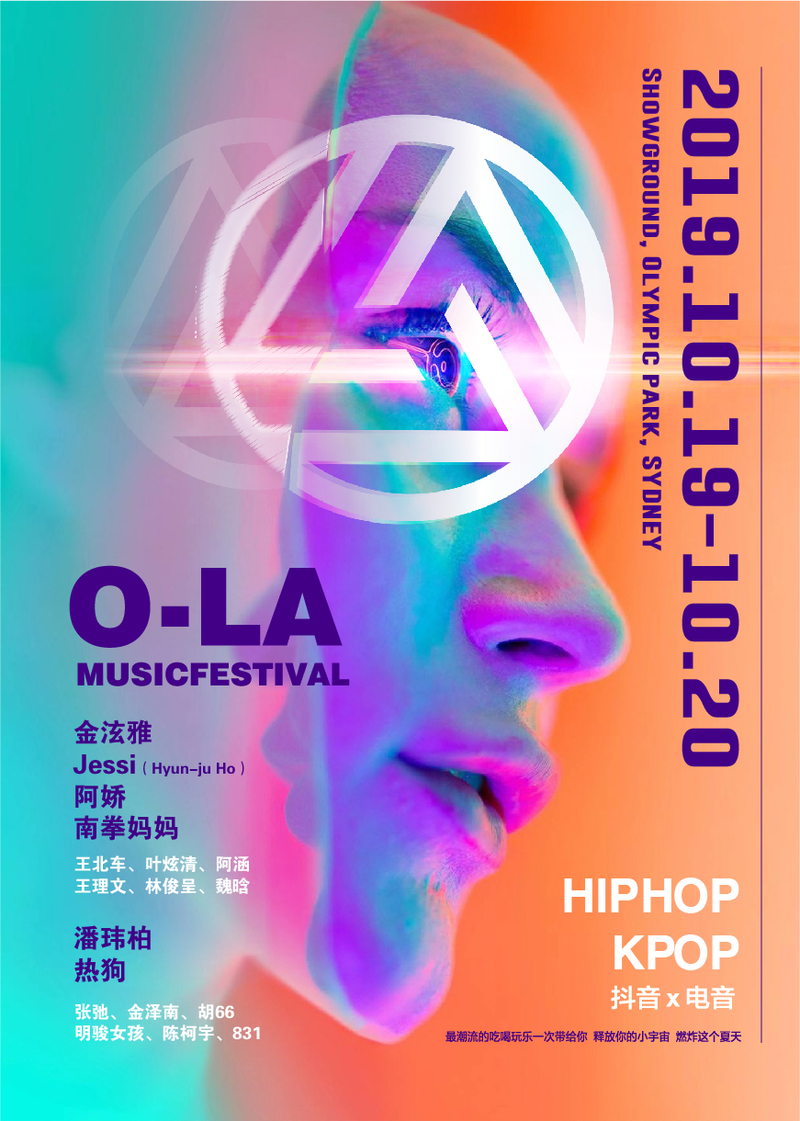 2019.10.19-10.20
SHOWGROUND, OLYMPIC PARK, SYDNEY
O-LA
MUSICFESTIVAL
金泫雅
Jessi（Hyun-ju Ho）
阿娇
南拳妈妈
王北车、叶炫清、阿涵
王理文、林俊呈、魏晗
潘玮柏
热狗
张弛、金泽南、胡66
明骏女孩、陈柯宇、831
HIPHOP
KPOP
抖音 x 电音
最潮流的吃喝玩乐一次带给你 释放你的小宇宙 燃炸这个夏天